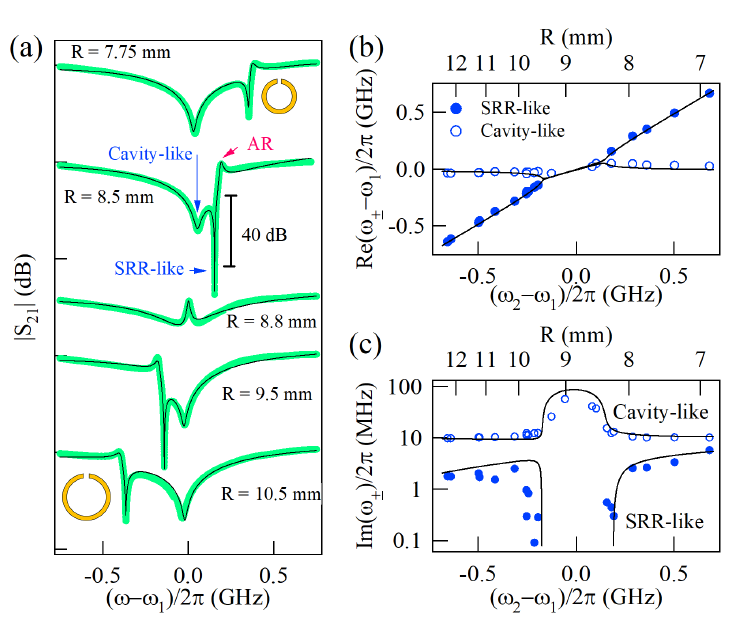 (a)
R = 7.75 mm
Cavity-like
AR
R = 8.5 mm
40 dB
SRR-like
R = 8.8 mm
R = 9.5 mm
R = 10.5 mm
|S21| (dB)
-0.5 0.0 0.5
(ω−ω1)/2π (GHz)
(b)
R (mm)
12 11 10 9 8 7
SRR-like
Cavity-like
0.5
0.0
-0.5
Re(ω±−ω1)/2π (GHz)
-0.5 0.0 0.5
(ω2−ω1)/2π (GHz)
(c)
R (mm)
12 11 10 9 8 7
100
10
1
0.1
Cavity-like
SRR-like
Im(ω±)/2π (MHz)
-0.5 0.0 0.5
(ω2−ω1)/2π (GHz)